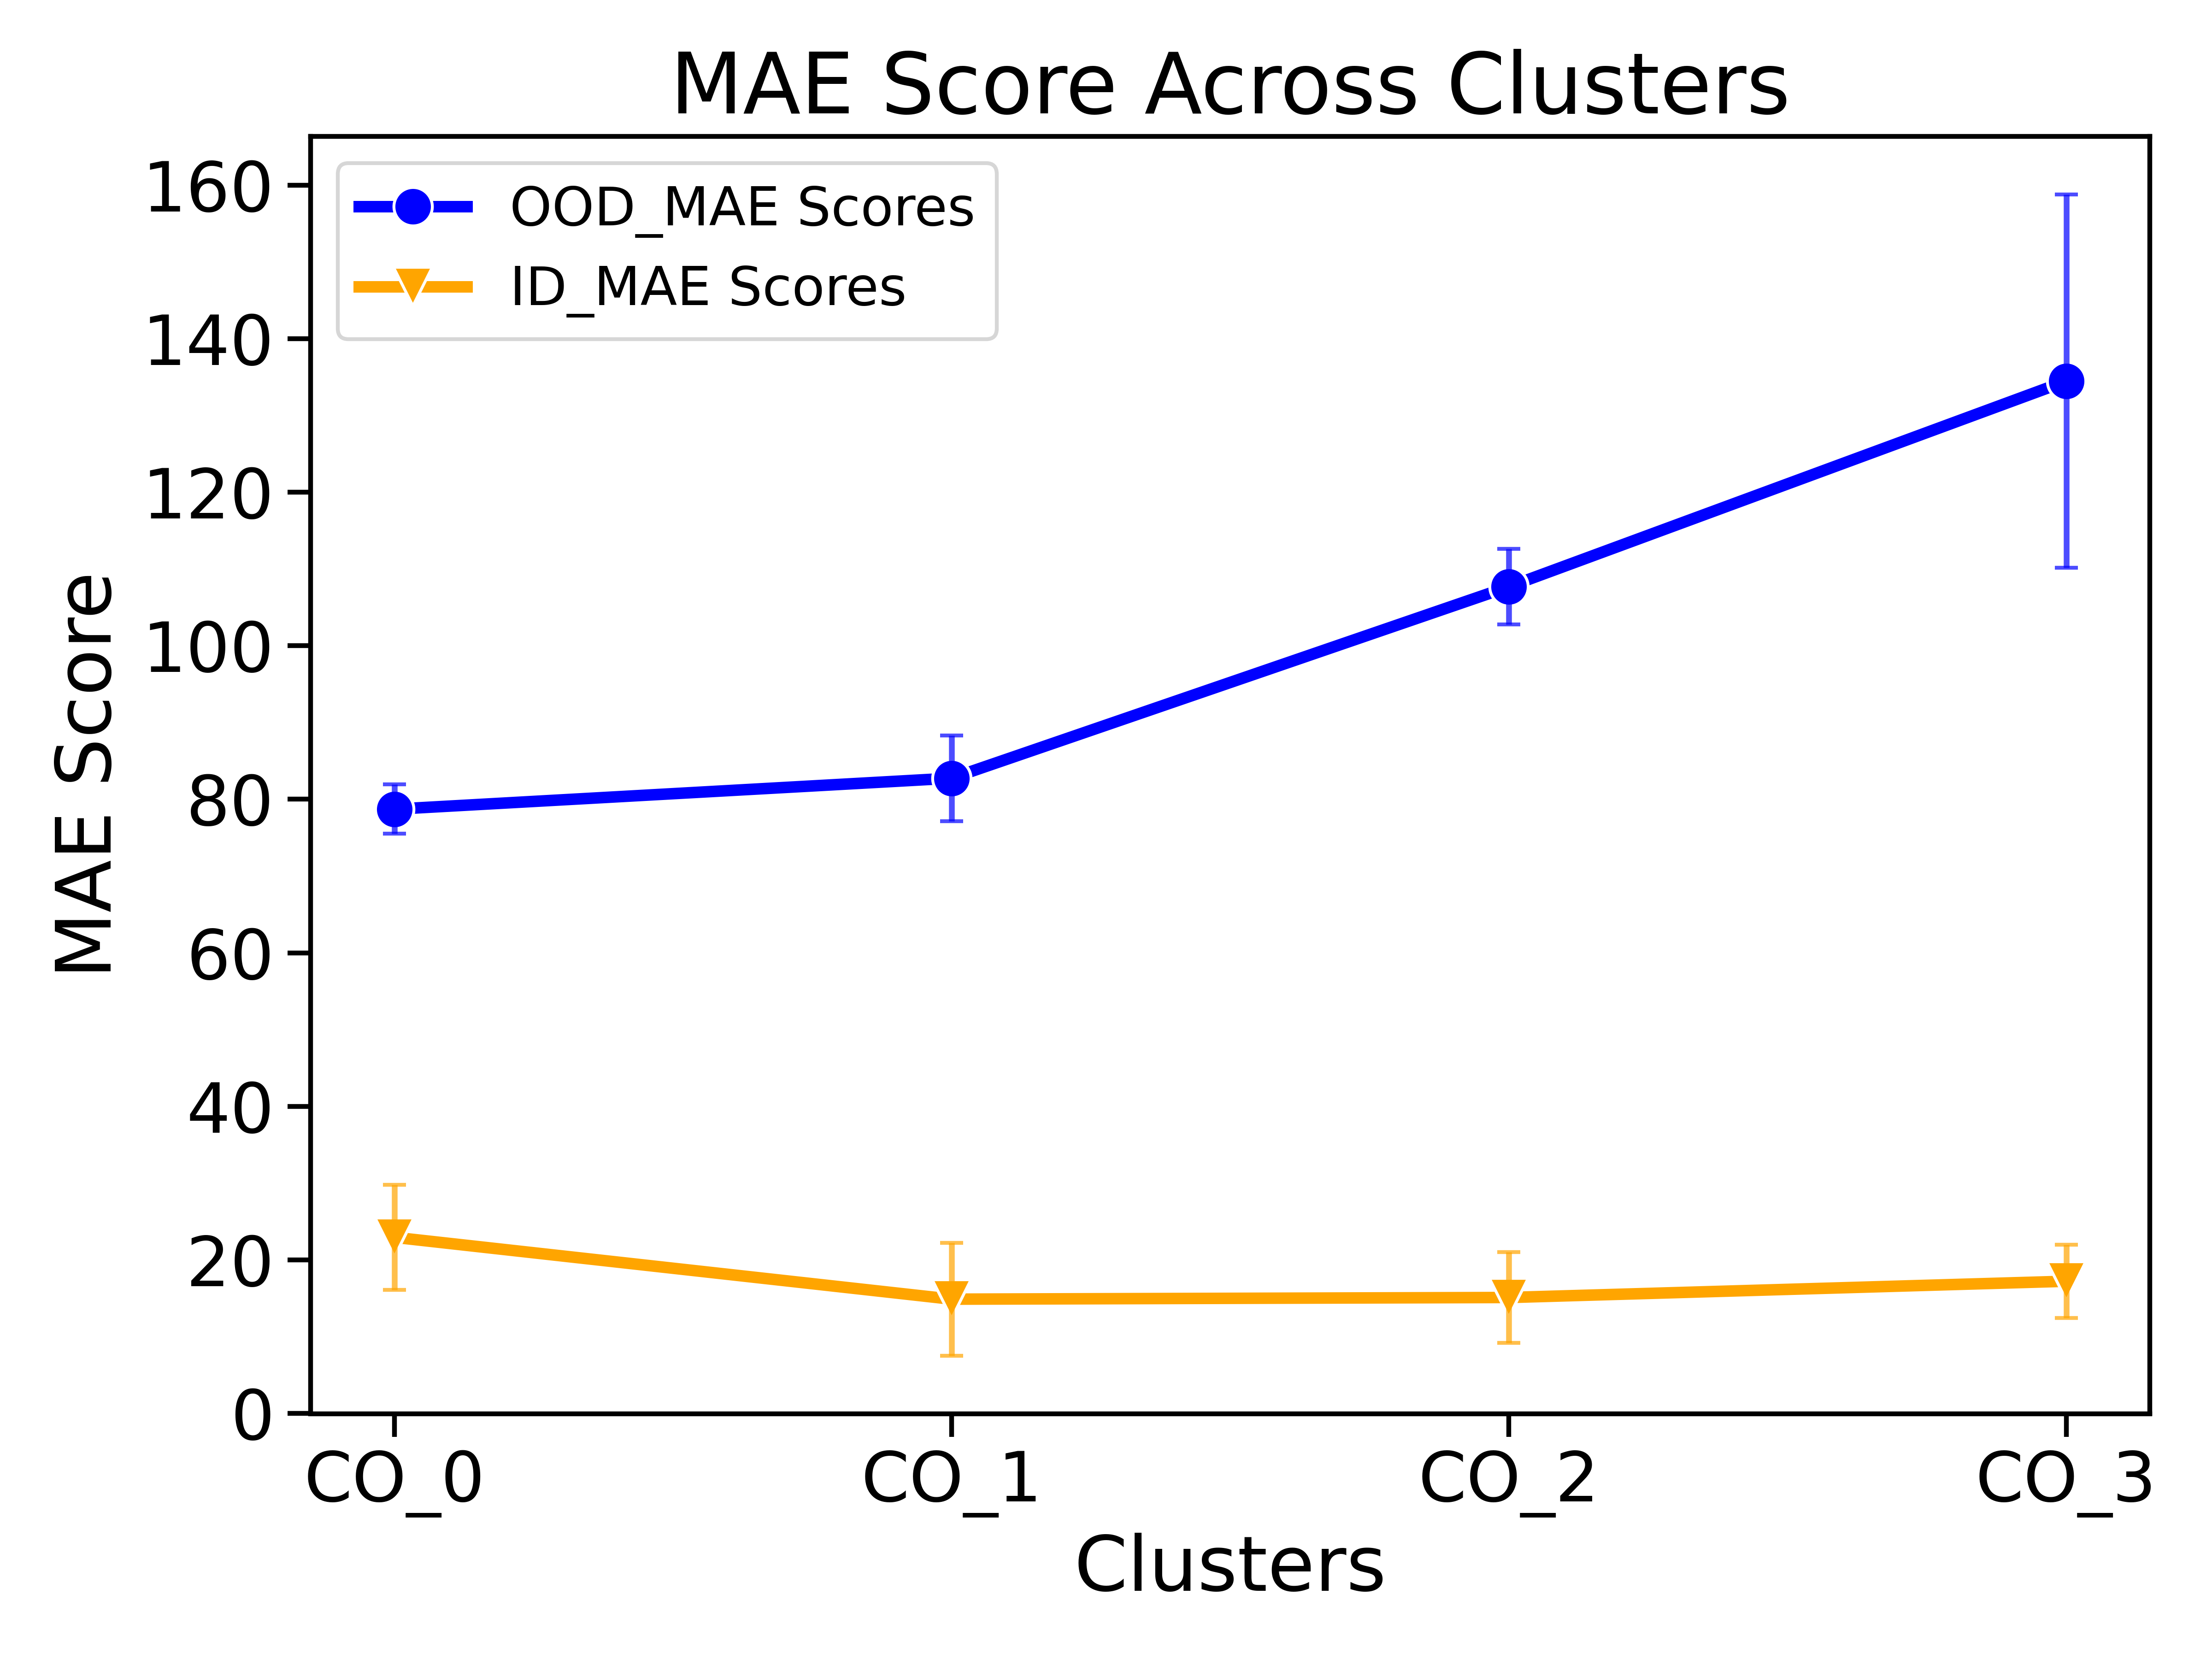 MAE Score Across Clusters
OOD_MAE Scores
ID_MAE Scores
MAE Score
160
140
120
100
80
60
40
20
0
CO_0 CO_1 CO_2 CO_3
Clusters